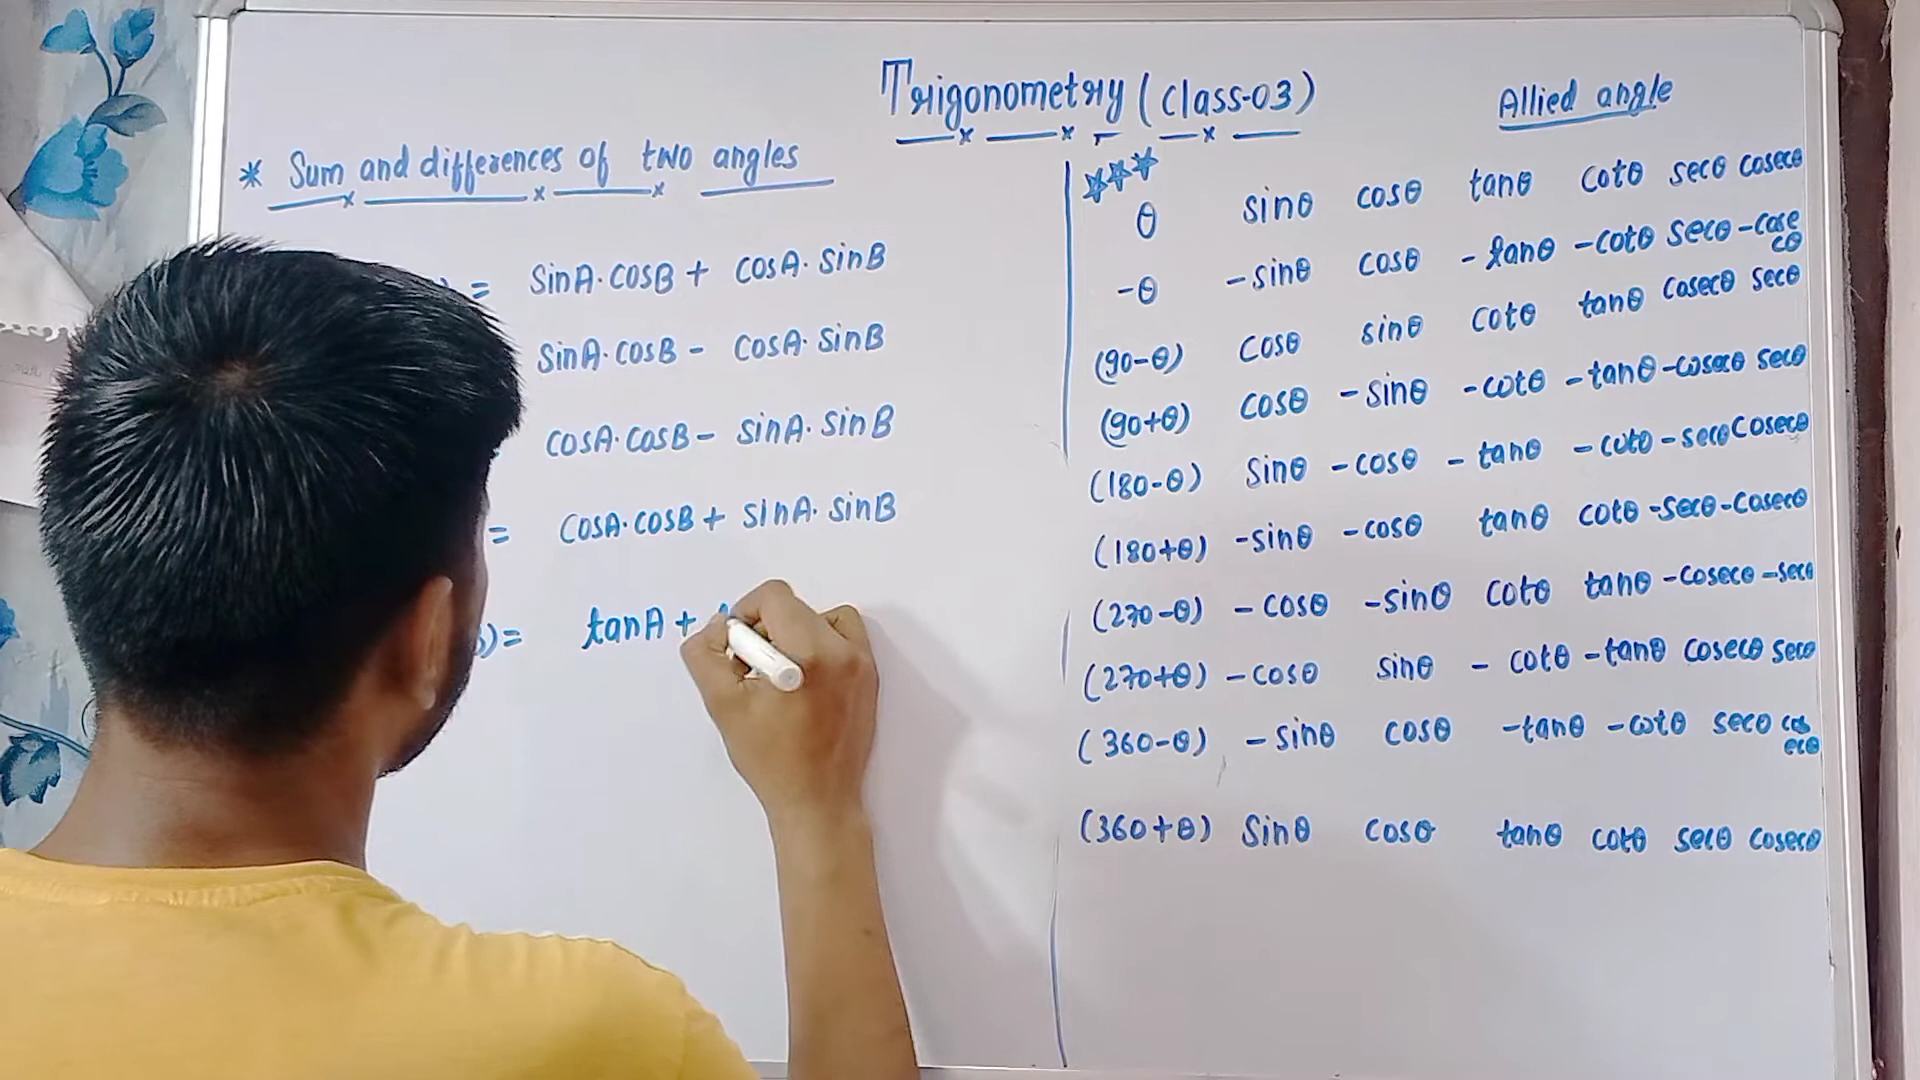 Trigonometry (Class-03)
* Sum and differences of two angles
) = SinA·cosB + cosA·sinB
SinA·cosB - cosA·sinB
cosA·cosB - sinA·sinB
= cosA·cosB + sinA·sinB
B) = tanA +
Allied angle
θ sinθ cosθ tanθ cotθ secθ cosecθ
-θ -sinθ cosθ -tanθ -cotθ secθ -cosecθ
(90-θ) cosθ sinθ cotθ tanθ cosecθ secθ
(90+θ) cosθ -sinθ -cotθ -tanθ -cosecθ secθ
(180-θ) sinθ -cosθ -tanθ -cotθ -secθ cosecθ
(180+θ) -sinθ -cosθ tanθ cotθ -secθ -cosecθ
(270-θ) -cosθ -sinθ cotθ tanθ -cosecθ -secθ
(270+θ) -cosθ sinθ -cotθ -tanθ cosecθ secθ
(360-θ) -sinθ cosθ -tanθ -cotθ secθ cosecθ
(360+θ) sinθ cosθ tanθ cotθ secθ cosecθ